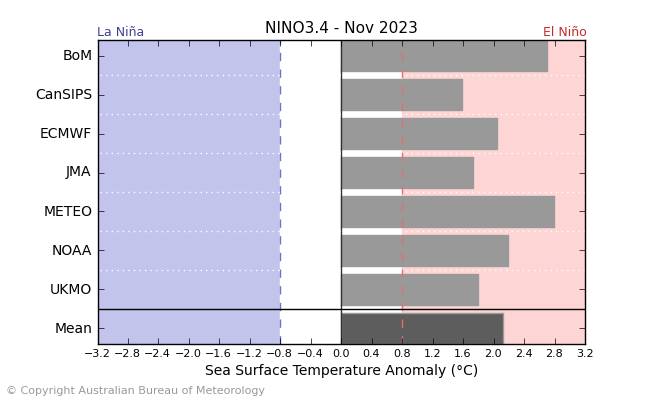 NINO3.4 - Nov 2023
La Niña El Niño
BoM
CanSIPS
ECMWF
JMA
METEO
NOAA
UKMO
Mean
−3.2 −2.8 −2.4 −2.0 −1.6 −1.2 −0.8 −0.4 0.0 0.4 0.8 1.2 1.6 2.0 2.4 2.8 3.2
Sea Surface Temperature Anomaly (°C)
© Copyright Australian Bureau of Meteorology